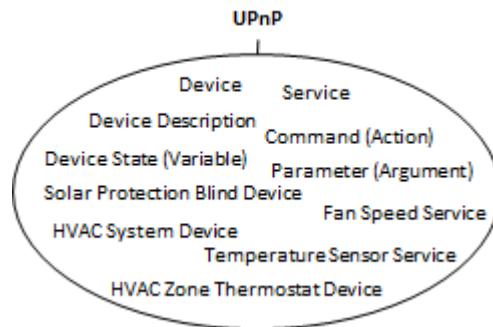 UPnP
Device
Service
Device Description
Command (Action)
Device State (Variable)
Parameter (Argument)
Solar Protection Blind Device
Fan Speed Service
HVAC System Device
Temperature Sensor Service
HVAC Zone Thermostat Device